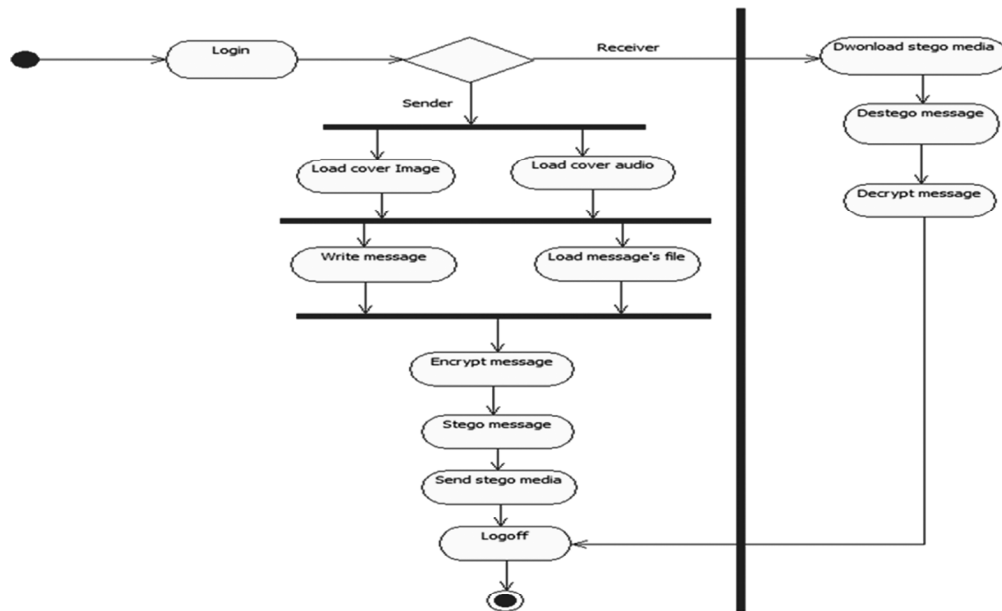 Login
Receiver
Dwonload stego media
Sender
Destego message
Load cover Image
Load cover audio
Decrypt message
Write message
Load message's file
Encrypt message
Stego message
Send stego media
Logoff